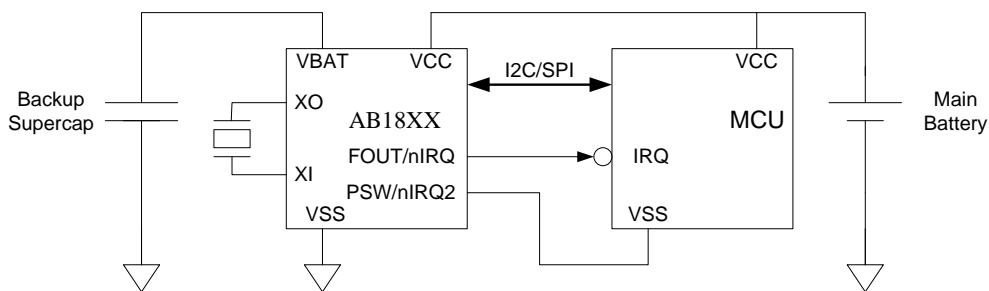 VBAT
VCC
I2C/SPI
VCC
Backup
Supercap
XO
AB18XX
MCU
Main
Battery
FOUT/nIRQ
IRQ
XI
PSW/nIRQ2
VSS
VSS